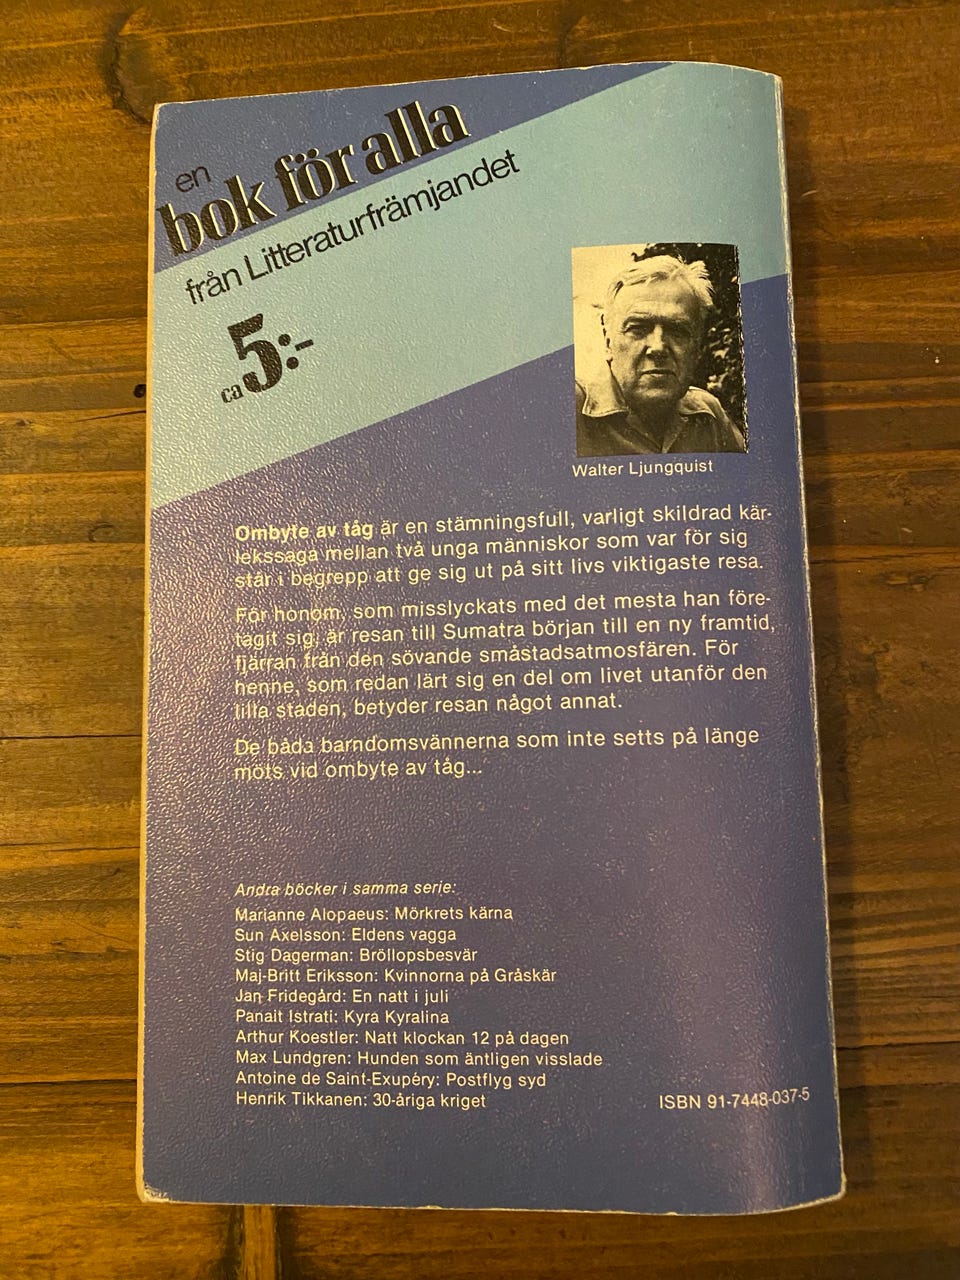 en
bok för alla
från Litteraturfrämjandet
ca 5:-
Walter Ljungquist
Ombyte av tåg är en stämningsfull, varligt skildrad kär-
lekssaga mellan två unga människor som var för sig
står i begrepp att ge sig ut på sitt livs viktigaste resa.
För honom, som misslyckats med det mesta han före-
tagit sig, är resan till Sumatra början till en ny framtid,
fjärran från den sövande småstadsatmosfären. För
henne, som redan lärt sig en del om livet utanför den
lilla staden, betyder resan något annat.
De båda barndomsvännerna som inte setts på länge
möts vid ombyte av tåg...
Andra böcker i samma serie:
Marianne Alopaeus: Mörkrets kärna
Sun Axelsson: Eldens vagga
Stig Dagerman: Bröllopsbesvär
Maj-Britt Eriksson: Kvinnorna på Gråskär
Jan Fridegård: En natt i juli
Panait Istrati: Kyra Kyralina
Arthur Koestler: Natt klockan 12 på dagen
Max Lundgren: Hunden som äntligen visslade
Antoine de Saint-Exupéry: Postflyg syd
Henrik Tikkanen: 30-åriga kriget
ISBN 91-7448-037-5